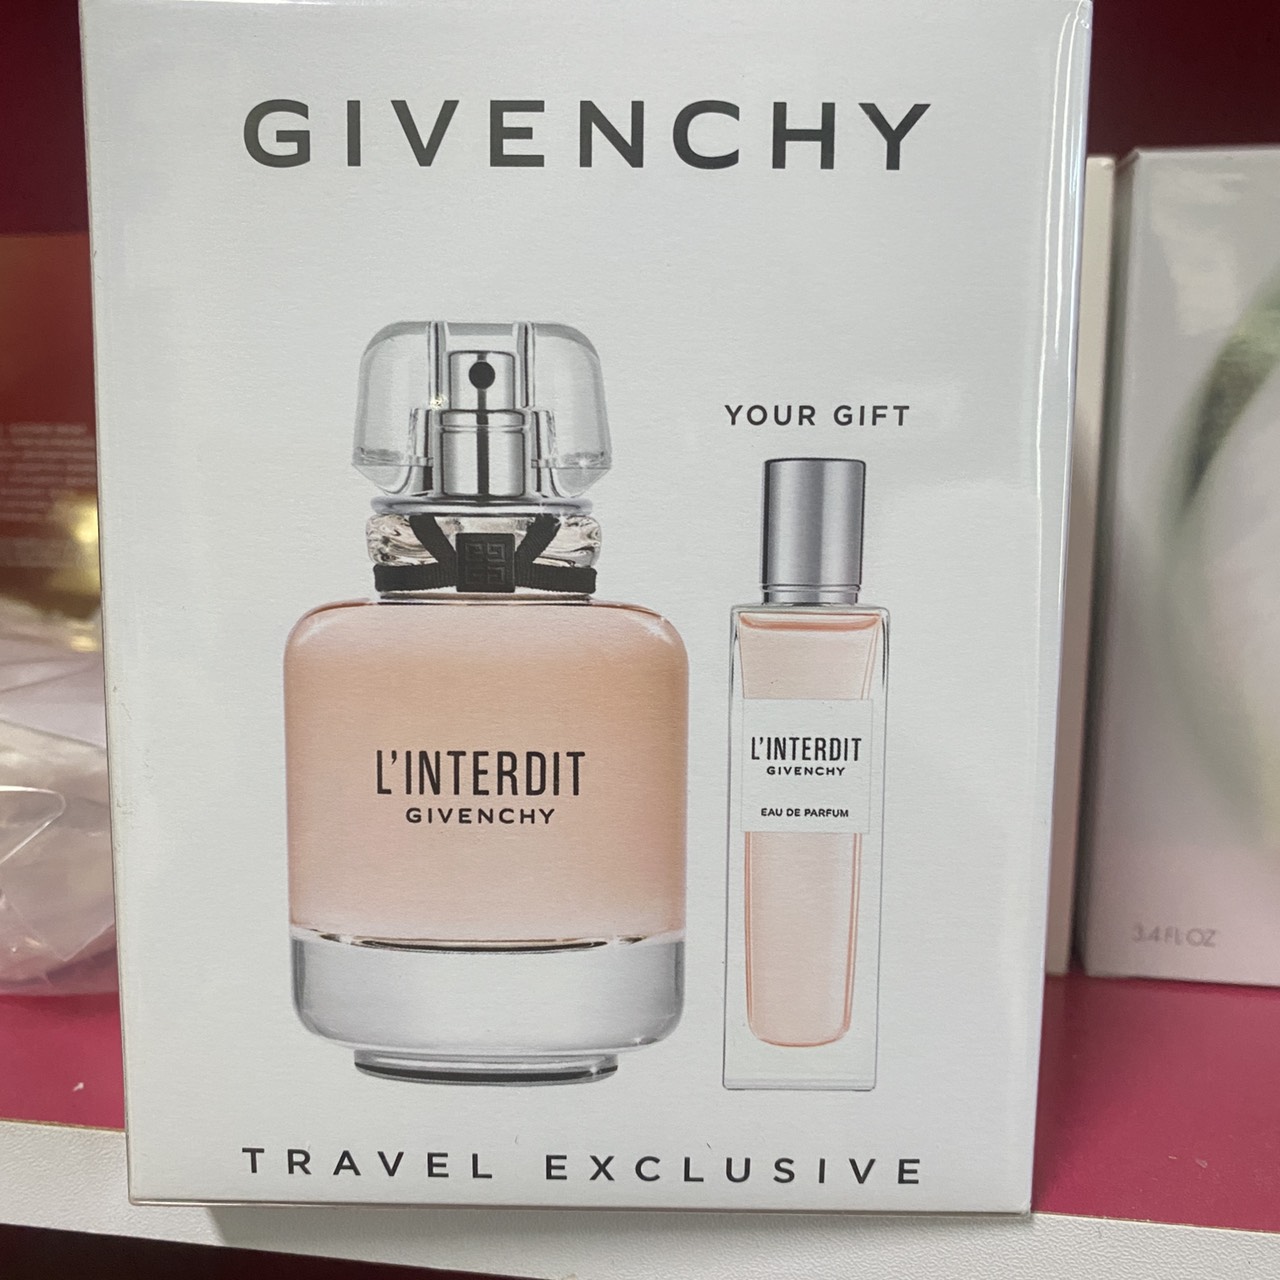 GIVENCHY
YOUR GIFT
L'INTERDIT
GIVENCHY
L'INTERDIT
GIVENCHY
EAU DE PARFUM
TRAVEL EXCLUSIVE
3.4 FL OZ